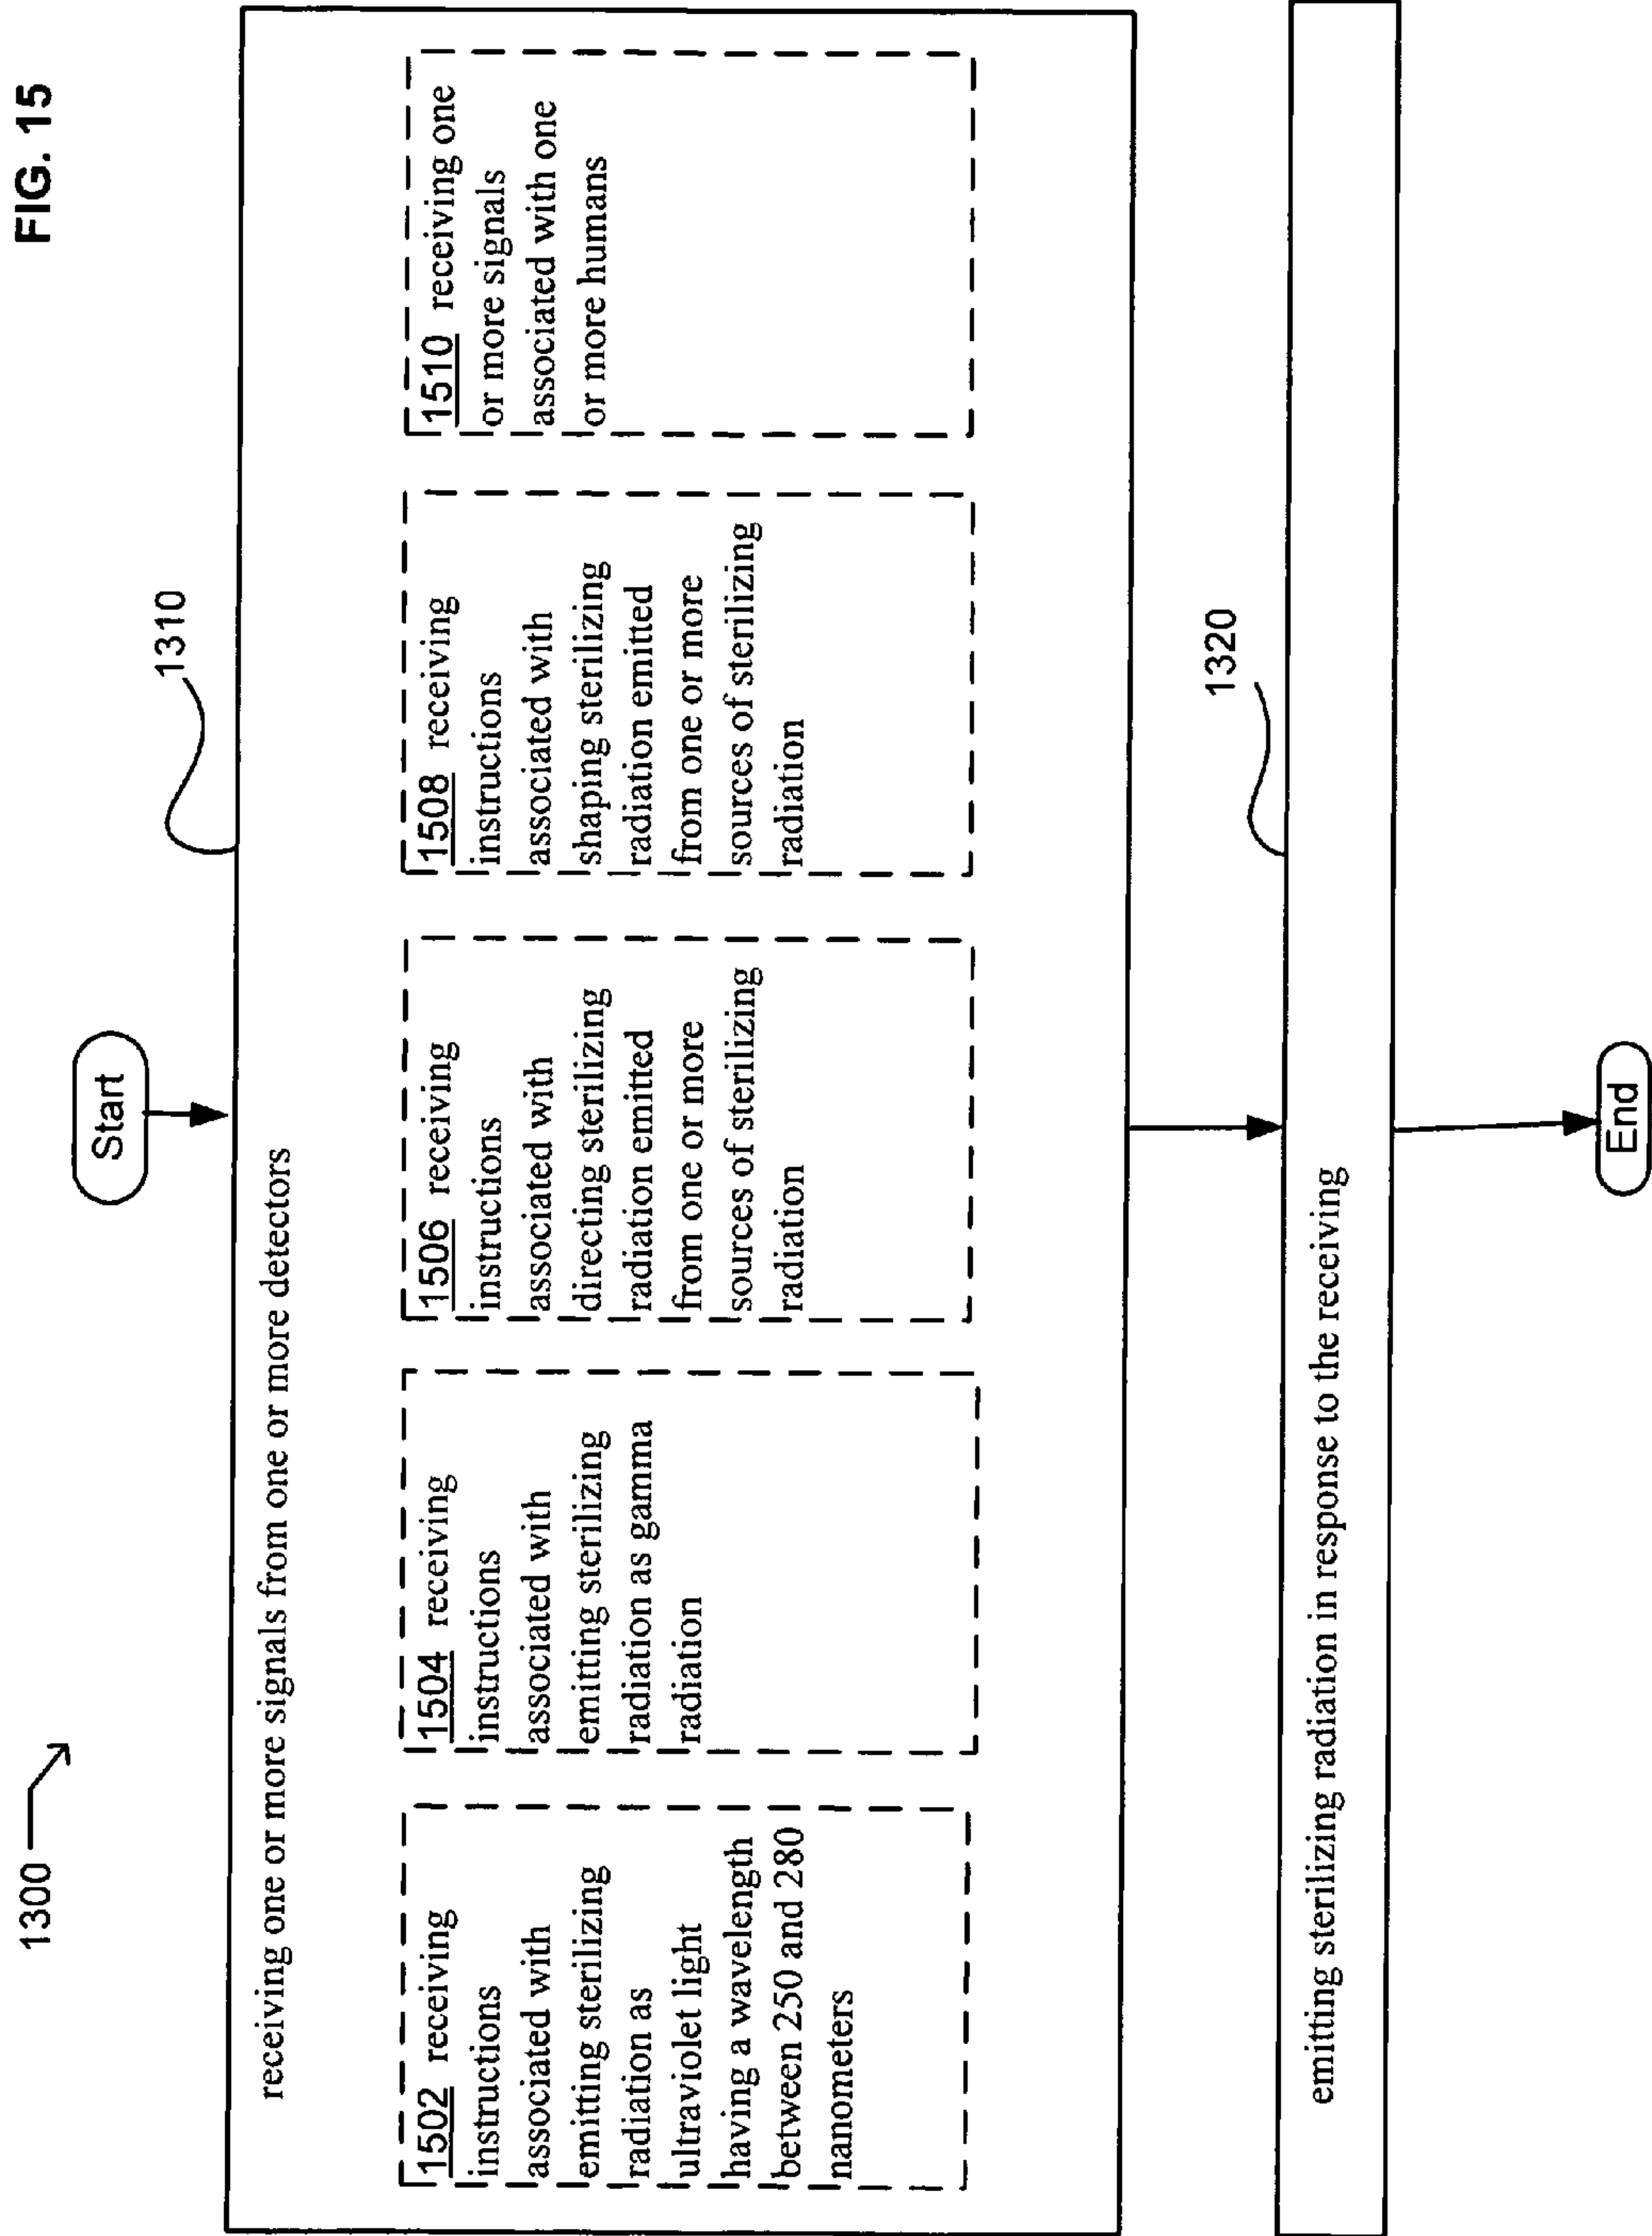 FIG. 15
1300
Start
1310
receiving one or more signals from one or more detectors
1502 receiving
instructions
associated with
emitting sterilizing
radiation as
ultraviolet light
having a wavelength
between 250 and 280
nanometers
1504 receiving
instructions
associated with
emitting sterilizing
radiation as gamma
radiation
1506 receiving
instructions
associated with
directing sterilizing
radiation emitted
from one or more
sources of sterilizing
radiation
1508 receiving
instructions
associated with
shaping sterilizing
radiation emitted
from one or more
sources of sterilizing
radiation
1510 receiving one
or more signals
associated with one
or more humans
1320
emitting sterilizing radiation in response to the receiving
End